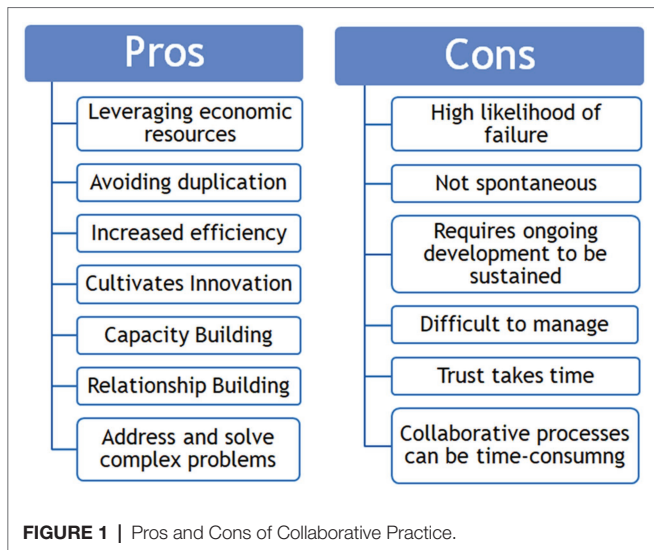 Pros
Leveraging economic
resources
Avoiding duplication
Increased efficiency
Cultivates Innovation
Capacity Building
Relationship Building
Address and solve
complex problems
Cons
High likelihood of
failure
Not spontaneous
Requires ongoing
development to be
sustained
Difficult to manage
Trust takes time
Collaborative processes
can be time-consumng
FIGURE 1 | Pros and Cons of Collaborative Practice.